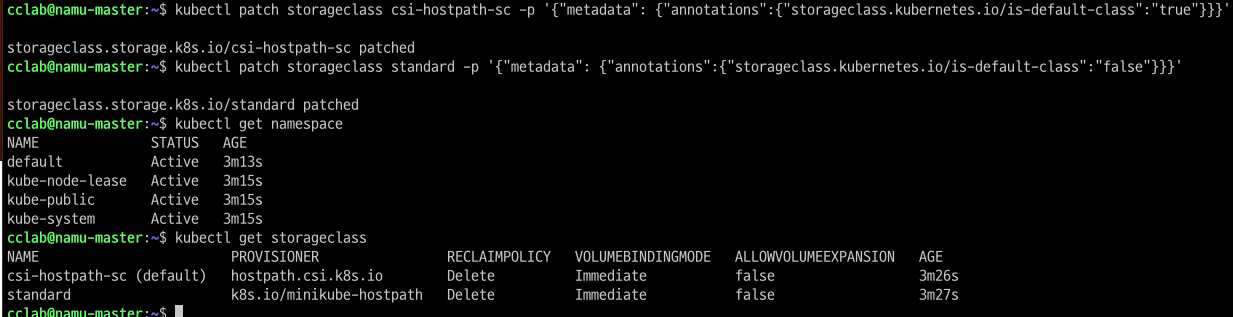 cclab@namu-master:~$ kubectl patch storageclass csi-hostpath-sc -p '{"metadata": {"annotations":{"storageclass.kubernetes.io/is-default-class":"true"}}}'
storageclass.storage.k8s.io/csi-hostpath-sc patched
cclab@namu-master:~$ kubectl patch storageclass standard -p '{"metadata": {"annotations":{"storageclass.kubernetes.io/is-default-class":"false"}}}'
storageclass.storage.k8s.io/standard patched
cclab@namu-master:~$ kubectl get namespace
NAME STATUS AGE
default Active 3m13s
kube-node-lease Active 3m15s
kube-public Active 3m15s
kube-system Active 3m15s
cclab@namu-master:~$ kubectl get storageclass
NAME PROVISIONER RECLAIMPOLICY VOLUMEBINDINGMODE ALLOWVOLUMEEXPANSION AGE
csi-hostpath-sc (default) hostpath.csi.k8s.io Delete Immediate false 3m26s
standard k8s.io/minikube-hostpath Delete Immediate false 3m27s
cclab@namu-master:~$